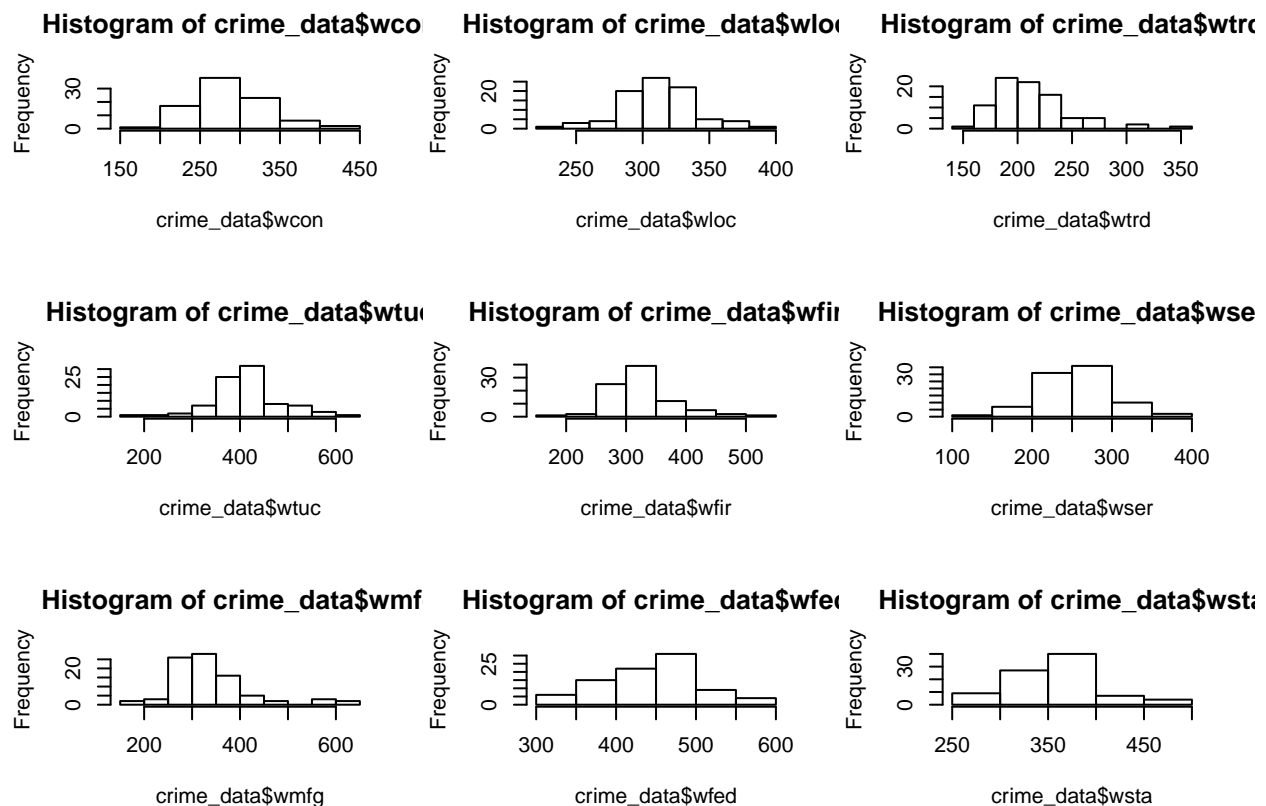 Histogram of crime_data$wcon
Frequency
0 30
150 250 350 450
crime_data$wcon
Histogram of crime_data$wloc
Frequency
0 20
250 300 350 400
crime_data$wloc
Histogram of crime_data$wtrd
Frequency
0 20
150 200 250 300 350
crime_data$wtrd
Histogram of crime_data$wtuc
Frequency
0 25
200 400 600
crime_data$wtuc
Histogram of crime_data$wfir
Frequency
0 30
200 300 400 500
crime_data$wfir
Histogram of crime_data$wse
Frequency
0 30
100 200 300 400
crime_data$wser
Histogram of crime_data$wmf
Frequency
0 20
200 400 600
crime_data$wmfg
Histogram of crime_data$wfed
Frequency
0 25
300 400 500 600
crime_data$wfed
Histogram of crime_data$wsta
Frequency
0 30
250 350 450
crime_data$wsta